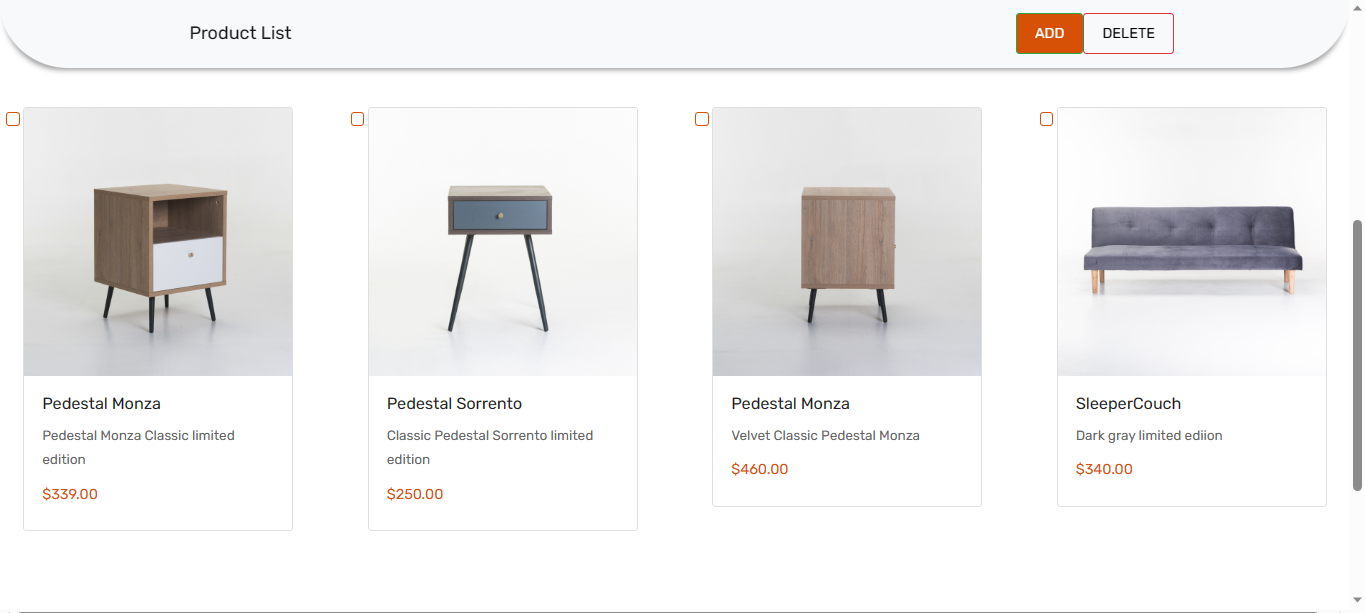 Product List
ADD
DELETE
Pedestal Monza
Pedestal Monza Classic limited
edition
$339.00
Pedestal Sorrento
Classic Pedestal Sorrento limited
edition
$250.00
Pedestal Monza
Velvet Classic Pedestal Monza
$460.00
SleeperCouch
Dark gray limited ediion
$340.00